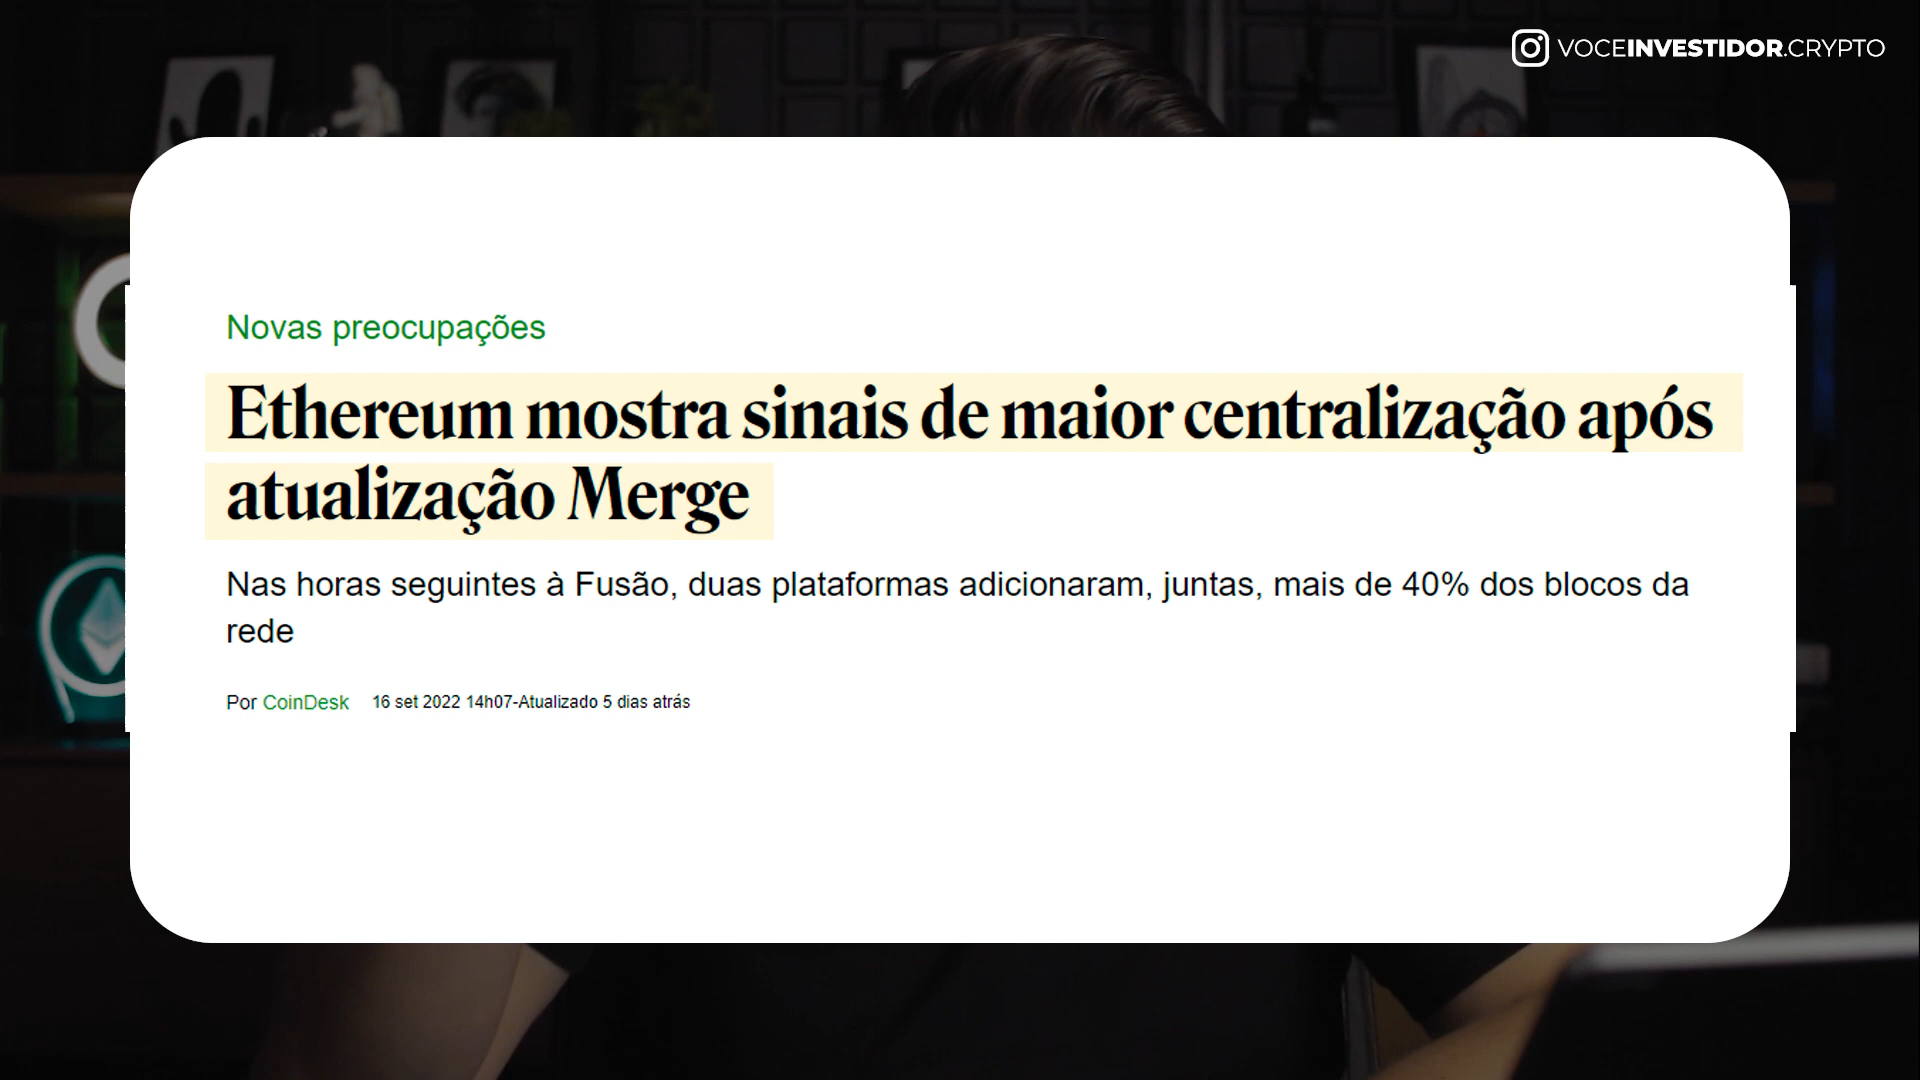 VOCEINVESTIDOR.CRYPTO
Novas preocupações
Ethereum mostra sinais de maior centralização após
atualização Merge
Nas horas seguintes à Fusão, duas plataformas adicionaram, juntas, mais de 40% dos blocos da
rede
Por CoinDesk 16 set 2022 14h07-Atualizado 5 dias atrás